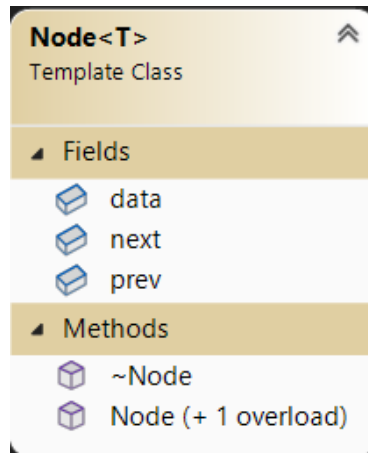 Node<T>
Template Class
Fields
data
next
prev
Methods
~Node
Node (+ 1 overload)